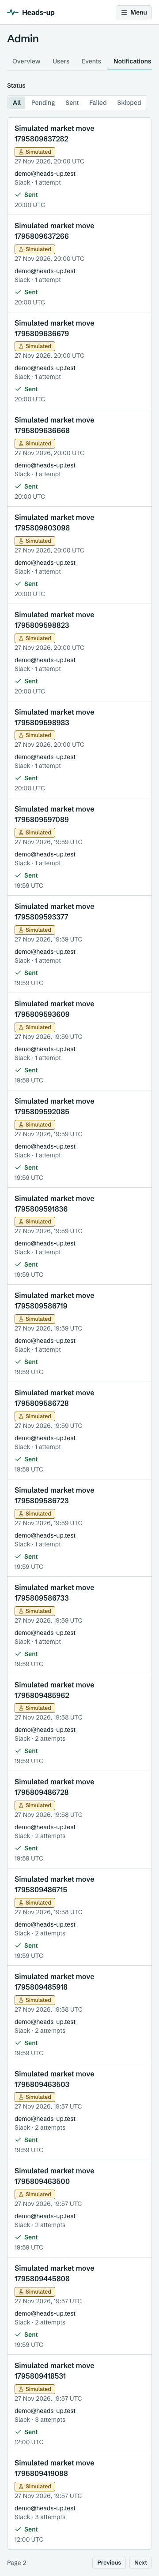 Heads-up
Menu
Admin
Overview Users Events Notifications
Status
All Pending Sent Failed Skipped
Simulated market move
1795809637282
Simulated
27 Nov 2026, 20:00 UTC
demo@heads-up.test
Slack · 1 attempt
Sent
20:00 UTC
Simulated market move
1795809637266
Simulated
27 Nov 2026, 20:00 UTC
demo@heads-up.test
Slack · 1 attempt
Sent
20:00 UTC
Simulated market move
1795809636679
Simulated
27 Nov 2026, 20:00 UTC
demo@heads-up.test
Slack · 1 attempt
Sent
20:00 UTC
Simulated market move
1795809636668
Simulated
27 Nov 2026, 20:00 UTC
demo@heads-up.test
Slack · 1 attempt
Sent
20:00 UTC
Simulated market move
1795809603098
Simulated
27 Nov 2026, 20:00 UTC
demo@heads-up.test
Slack · 1 attempt
Sent
20:00 UTC
Simulated market move
1795809598823
Simulated
27 Nov 2026, 20:00 UTC
demo@heads-up.test
Slack · 1 attempt
Sent
20:00 UTC
Simulated market move
1795809598933
Simulated
27 Nov 2026, 20:00 UTC
demo@heads-up.test
Slack · 1 attempt
Sent
20:00 UTC
Simulated market move
1795809597089
Simulated
27 Nov 2026, 19:59 UTC
demo@heads-up.test
Slack · 1 attempt
Sent
19:59 UTC
Simulated market move
1795809593377
Simulated
27 Nov 2026, 19:59 UTC
demo@heads-up.test
Slack · 1 attempt
Sent
19:59 UTC
Simulated market move
1795809593609
Simulated
27 Nov 2026, 19:59 UTC
demo@heads-up.test
Slack · 1 attempt
Sent
19:59 UTC
Simulated market move
1795809592085
Simulated
27 Nov 2026, 19:59 UTC
demo@heads-up.test
Slack · 1 attempt
Sent
19:59 UTC
Simulated market move
1795809591836
Simulated
27 Nov 2026, 19:59 UTC
demo@heads-up.test
Slack · 1 attempt
Sent
19:59 UTC
Simulated market move
1795809586719
Simulated
27 Nov 2026, 19:59 UTC
demo@heads-up.test
Slack · 1 attempt
Sent
19:59 UTC
Simulated market move
1795809586728
Simulated
27 Nov 2026, 19:59 UTC
demo@heads-up.test
Slack · 1 attempt
Sent
19:59 UTC
Simulated market move
1795809586723
Simulated
27 Nov 2026, 19:59 UTC
demo@heads-up.test
Slack · 1 attempt
Sent
19:59 UTC
Simulated market move
1795809586733
Simulated
27 Nov 2026, 19:59 UTC
demo@heads-up.test
Slack · 1 attempt
Sent
19:59 UTC
Simulated market move
1795809485962
Simulated
27 Nov 2026, 19:58 UTC
demo@heads-up.test
Slack · 2 attempts
Sent
19:59 UTC
Simulated market move
1795809486728
Simulated
27 Nov 2026, 19:58 UTC
demo@heads-up.test
Slack · 2 attempts
Sent
19:59 UTC
Simulated market move
1795809486715
Simulated
27 Nov 2026, 19:58 UTC
demo@heads-up.test
Slack · 2 attempts
Sent
19:59 UTC
Simulated market move
1795809485918
Simulated
27 Nov 2026, 19:58 UTC
demo@heads-up.test
Slack · 2 attempts
Sent
19:59 UTC
Simulated market move
1795809463503
Simulated
27 Nov 2026, 19:57 UTC
demo@heads-up.test
Slack · 2 attempts
Sent
19:59 UTC
Simulated market move
1795809463500
Simulated
27 Nov 2026, 19:57 UTC
demo@heads-up.test
Slack · 2 attempts
Sent
19:59 UTC
Simulated market move
1795809445808
Simulated
27 Nov 2026, 19:57 UTC
demo@heads-up.test
Slack · 2 attempts
Sent
19:59 UTC
Simulated market move
1795809418531
Simulated
27 Nov 2026, 19:57 UTC
demo@heads-up.test
Slack · 3 attempts
Sent
12:00 UTC
Simulated market move
1795809419088
Simulated
27 Nov 2026, 19:57 UTC
demo@heads-up.test
Slack · 3 attempts
Sent
12:00 UTC
Page 2
Previous
Next